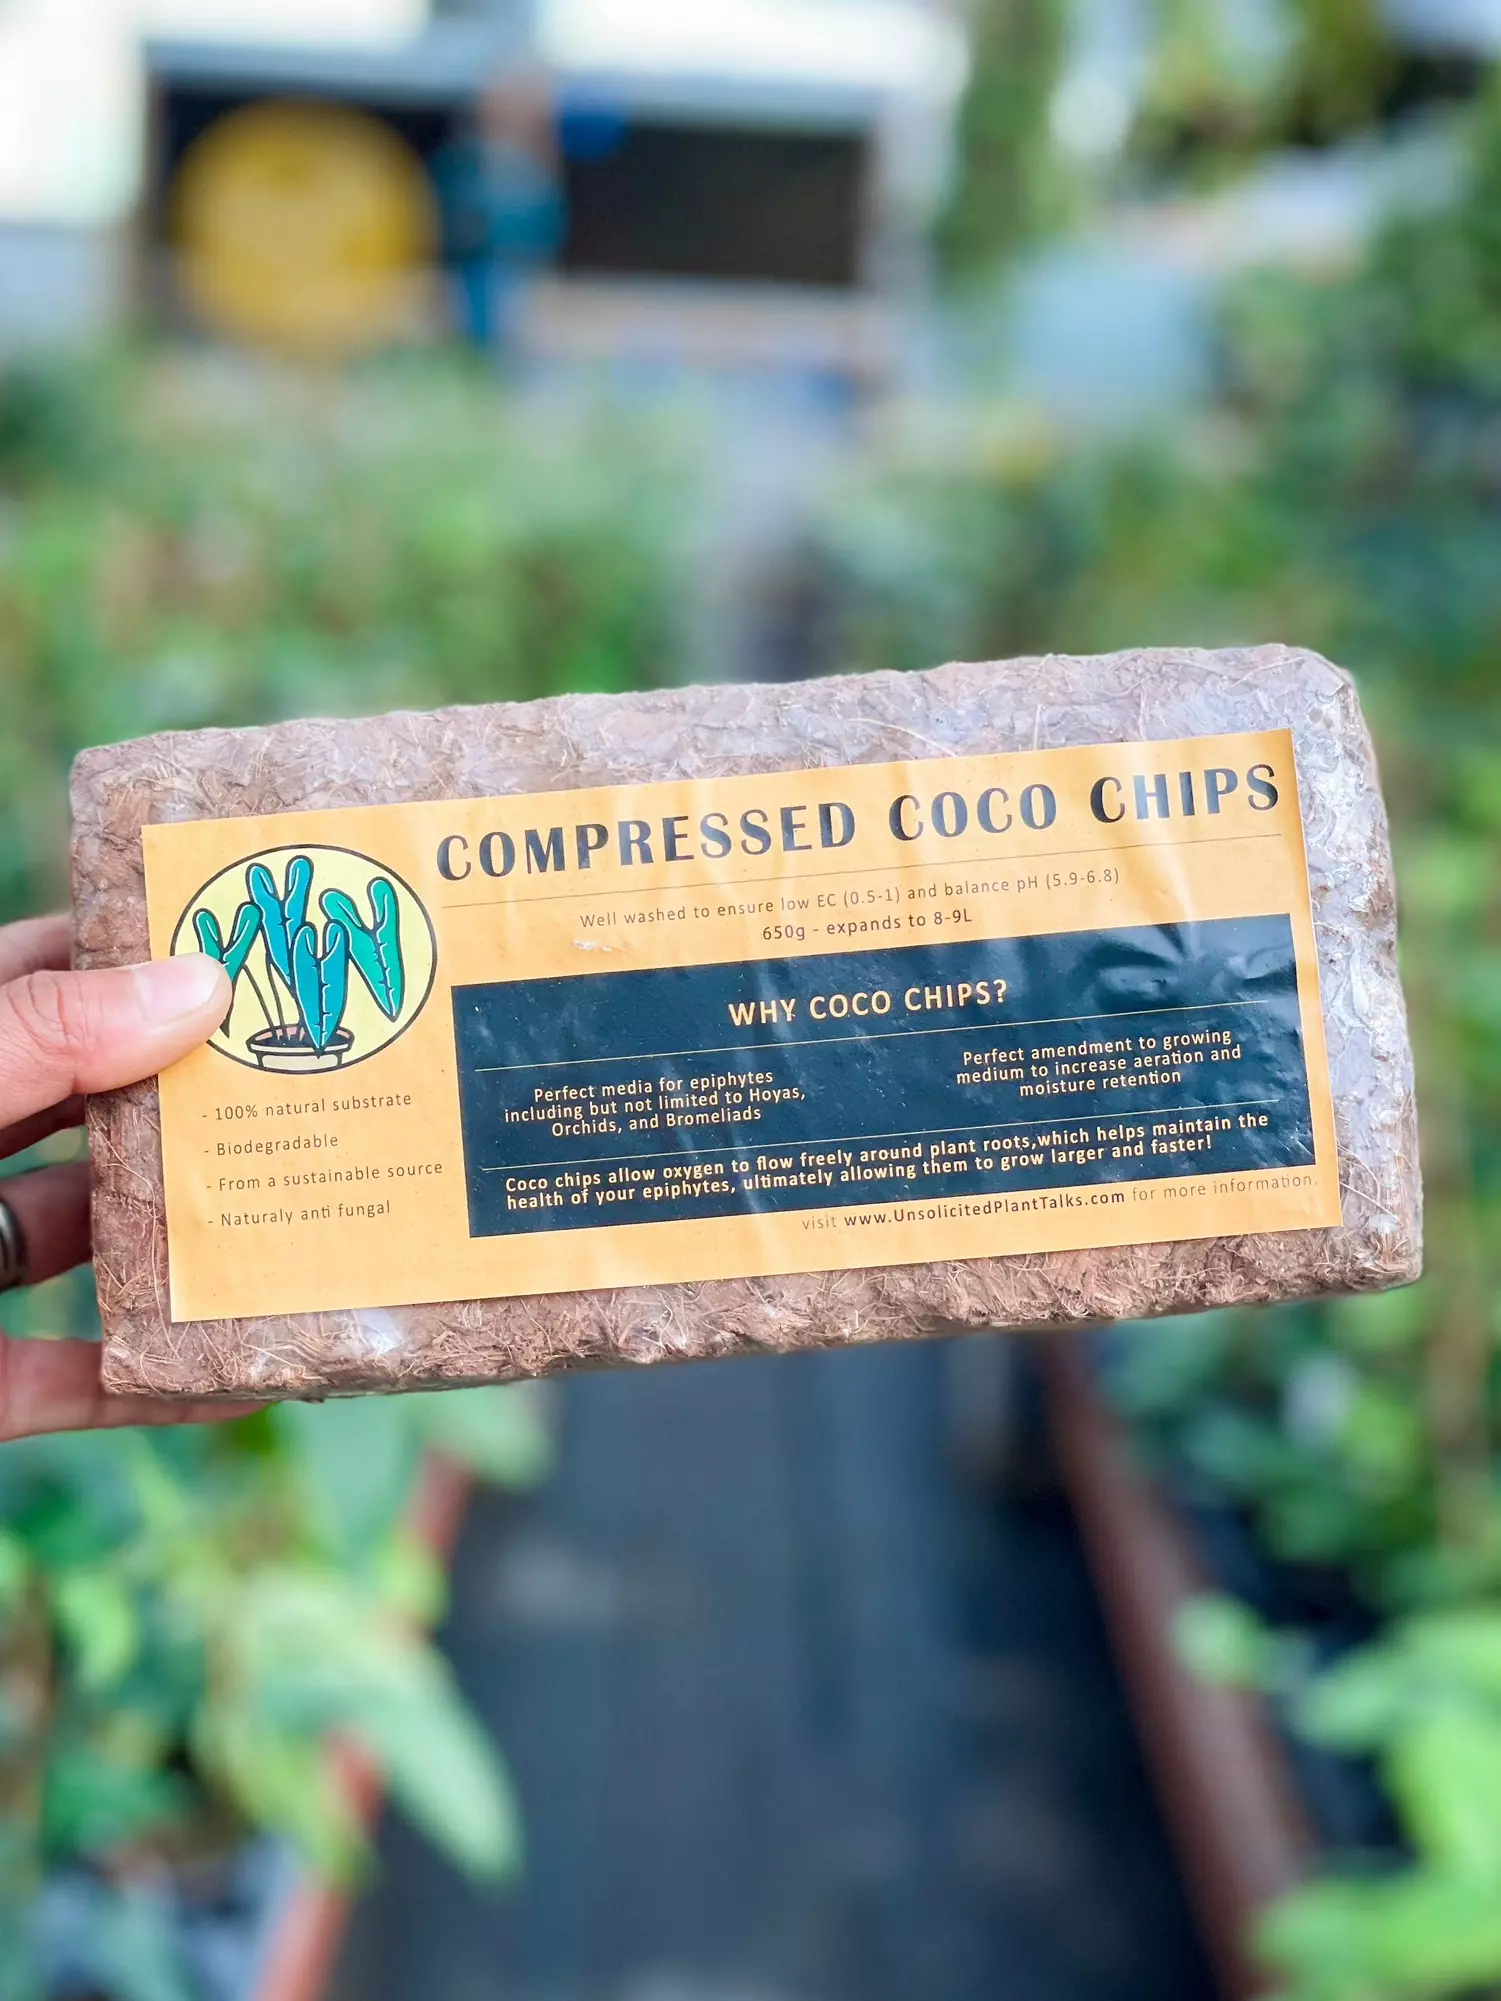 COMPRESSED COCO CHIPS
Well washed to ensure low EC (0.5-1) and balance pH (5.9-6.8)
650g - expands to 8-9L
WHY COCO CHIPS?
Perfect media for epiphytes
including but not limited to Hoyas,
Orchids, and Bromeliads
Perfect amendment to growing
medium to increase aeration and
moisture retention
Coco chips allow oxygen to flow freely around plant roots,which helps maintain the
health of your epiphytes, ultimately allowing them to grow larger and faster!
visit www.UnsolicitedPlantTalks.com for more information.
- 100% natural substrate
- Biodegradable
- From a sustainable source
- Naturaly anti fungal